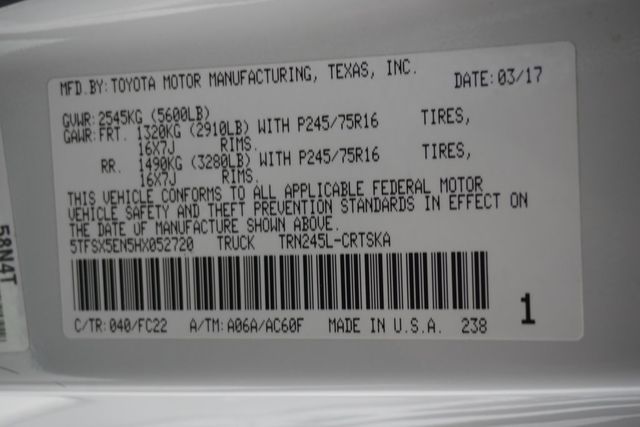 MFD.BY:TOYOTA MOTOR MANUFACTURING, TEXAS, INC.
DATE:03/17
GVWR:2545KG (5600LB)
GAWR:FRT. 1320KG (2910LB) WITH P245/75R16 TIRES,
16X7J RIMS.
RR. 1490KG (3280LB) WITH P245/75R16 TIRES,
16X7J RIMS.
THIS VEHICLE CONFORMS TO ALL APPLICABLE FEDERAL MOTOR
VEHICLE SAFETY AND THEFT PREVENTION STANDARDS IN EFFECT ON
THE DATE OF MANUFACTURE SHOWN ABOVE.
5TFSX5EN5HX052720 TRUCK TRN245L-CRTSKA
1
C/TR:040/FC22 A/TM:A06A/AC60F MADE IN U.S.A. 238
58N4T